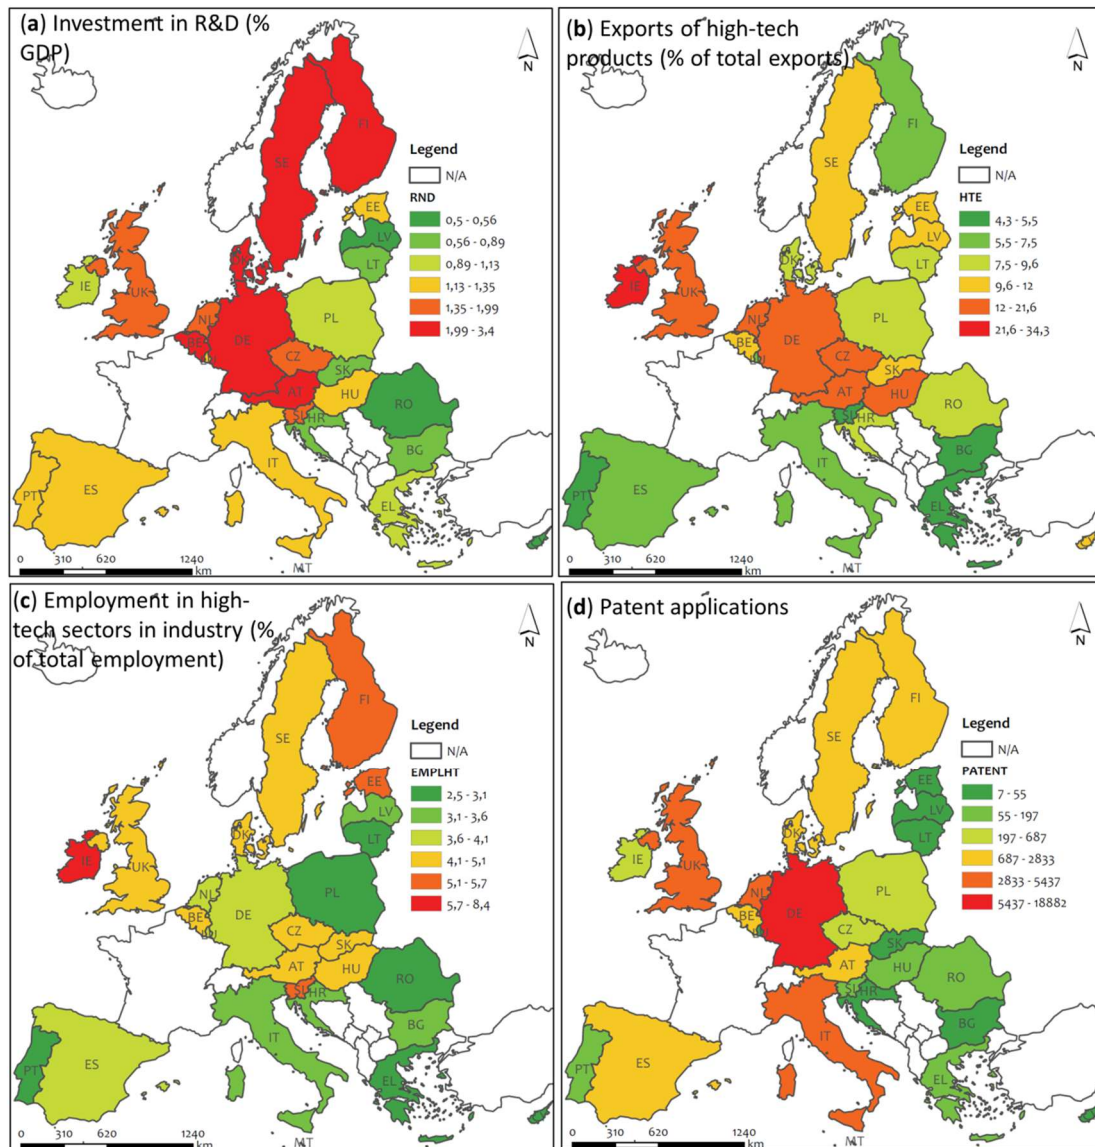 (a) Investment in R&D (%
GDP)
N
Legend
N/A
RND
0,5 - 0,56
0,56 - 0,89
0,89 - 1,13
1,13 - 1,35
1,35 - 1,99
1,99 - 3,4
FI
SE
EE
LV
LT
DK
IE
UK
NL
BE
DE
PL
CZ
SK
AT
HU
SI
HR
RO
BG
IT
PT
ES
EL
MT
0 310 620 1240
km
(b) Exports of high-tech
products (% of total exports)
N
Legend
N/A
HTE
4,3 - 5,5
5,5 - 7,5
7,5 - 9,6
9,6 - 12
12 - 21,6
21,6 - 34,3
FI
SE
EE
LV
LT
DK
IE
UK
NL
BE
DE
PL
CZ
SK
AT
HU
SI
HR
RO
BG
IT
PT
ES
EL
MT
0 310 620 1240
km
(c) Employment in high-
tech sectors in industry (%
of total employment)
N
Legend
N/A
EMPLHT
2,5 - 3,1
3,1 - 3,6
3,6 - 4,1
4,1 - 5,1
5,1 - 5,7
5,7 - 8,4
FI
SE
EE
LV
LT
DK
IE
UK
NL
BE
DE
PL
CZ
SK
AT
HU
SI
HR
RO
BG
IT
PT
ES
EL
MT
0 310 620 1240
km
(d) Patent applications
N
Legend
N/A
PATENT
7 - 55
55 - 197
197 - 687
687 - 2833
2833 - 5437
5437 - 18882
FI
SE
EE
LV
LT
DK
IE
UK
NL
BE
DE
PL
CZ
SK
AT
HU
SI
HR
RO
BG
IT
PT
ES
EL
MT
0 310 620 1240
km